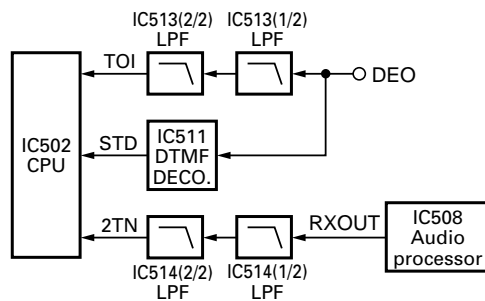 IC513(2/2)
LPF
IC513(1/2)
LPF
TOI
DEO
IC502
CPU
STD
IC511
DTMF
DECO.
2TN
RXOUT
IC508
Audio
processor
IC514(2/2)
LPF
IC514(1/2)
LPF